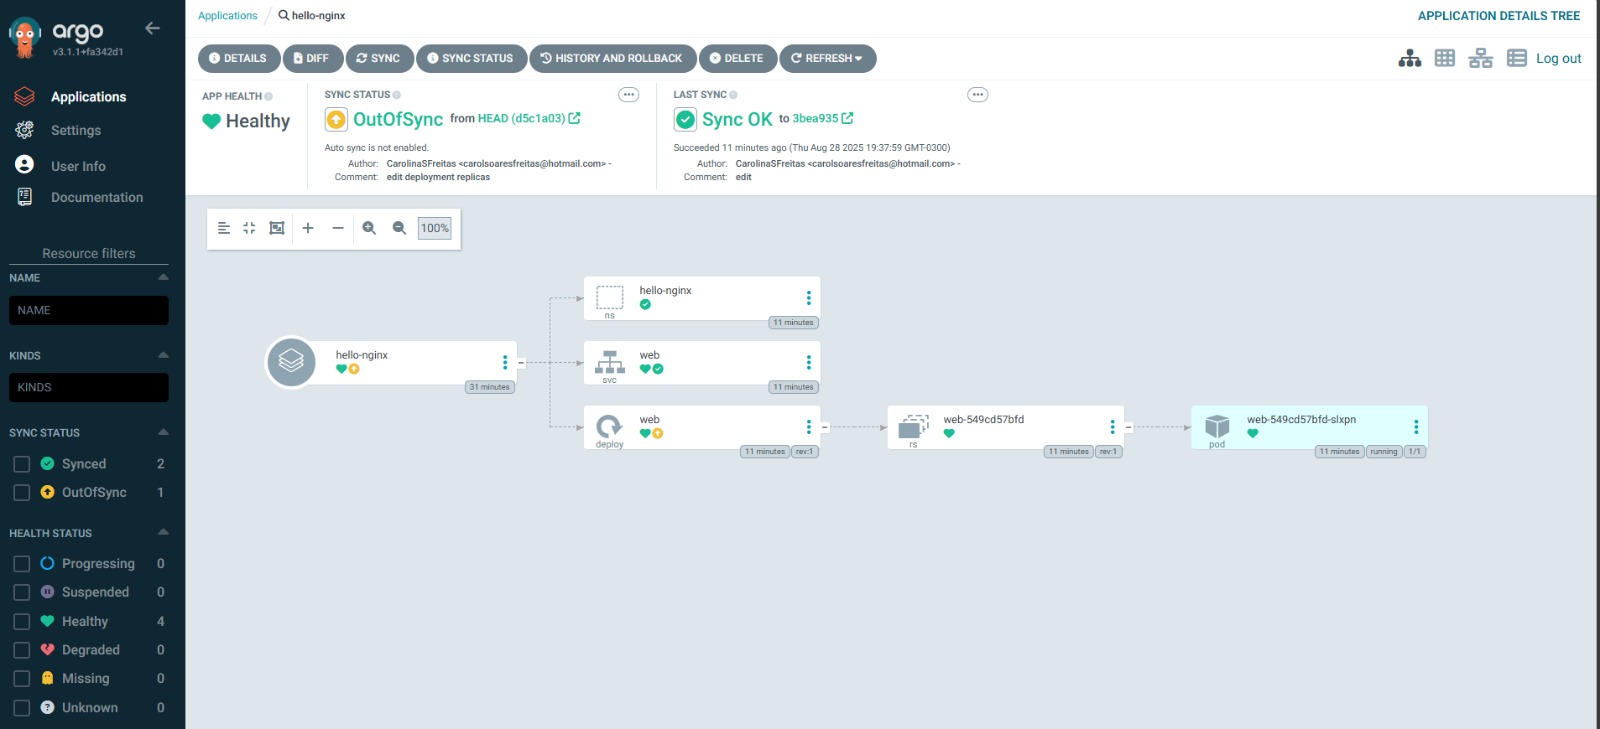 argo
v3.1.1+fa342d1
Applications
Settings
User Info
Documentation
Resource filters
NAME
NAME
KINDS
KINDS
SYNC STATUS
Synced 2
OutOfSync 1
HEALTH STATUS
Progressing 0
Suspended 0
Healthy 4
Degraded 0
Missing 0
Unknown 0
Applications / hello-nginx
APPLICATION DETAILS TREE
DETAILS DIFF SYNC SYNC STATUS HISTORY AND ROLLBACK DELETE REFRESH
Log out
APP HEALTH
Healthy
SYNC STATUS
OutOfSync from HEAD (d5c1a03)
Auto sync is not enabled.
Author: CarolinaSFreitas <carolsoaresfreitas@hotmail.com> -
Comment: edit deployment replicas
LAST SYNC
Sync OK to 3bea935
Succeeded 11 minutes ago (Thu Aug 28 2025 19:37:59 GMT-0300)
Author: CarolinaSFreitas <carolsoaresfreitas@hotmail.com> -
Comment: edit
100%
hello-nginx
31 minutes
hello-nginx
ns
11 minutes
web
svc
11 minutes
web
deploy
11 minutes rev:1
web-549cd57bfd
rs
11 minutes rev:1
web-549cd57bfd-slxpn
pod
11 minutes running 1/1